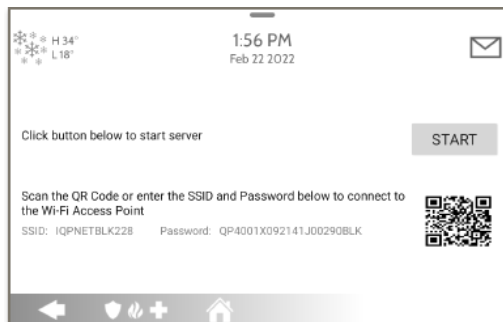 H 34°
L 18°
1:56 PM
Feb 22 2022
Click button below to start server
START
Scan the QR Code or enter the SSID and Password below to connect to
the Wi-Fi Access Point
SSID: IQPNETBLK228 Password: QP4001X092141J00290BLK